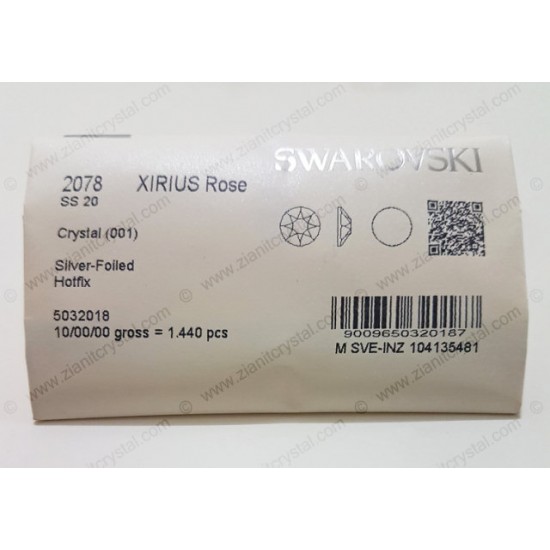 SWAROVSKI
2078 XIRIUS Rose
SS 20
Crystal (001)
Silver-Foiled
Hotfix
5032018
10/00/00 gross = 1.440 pcs
9009650320187
M SVE-INZ 104135481
© www.zianitcrystal.com